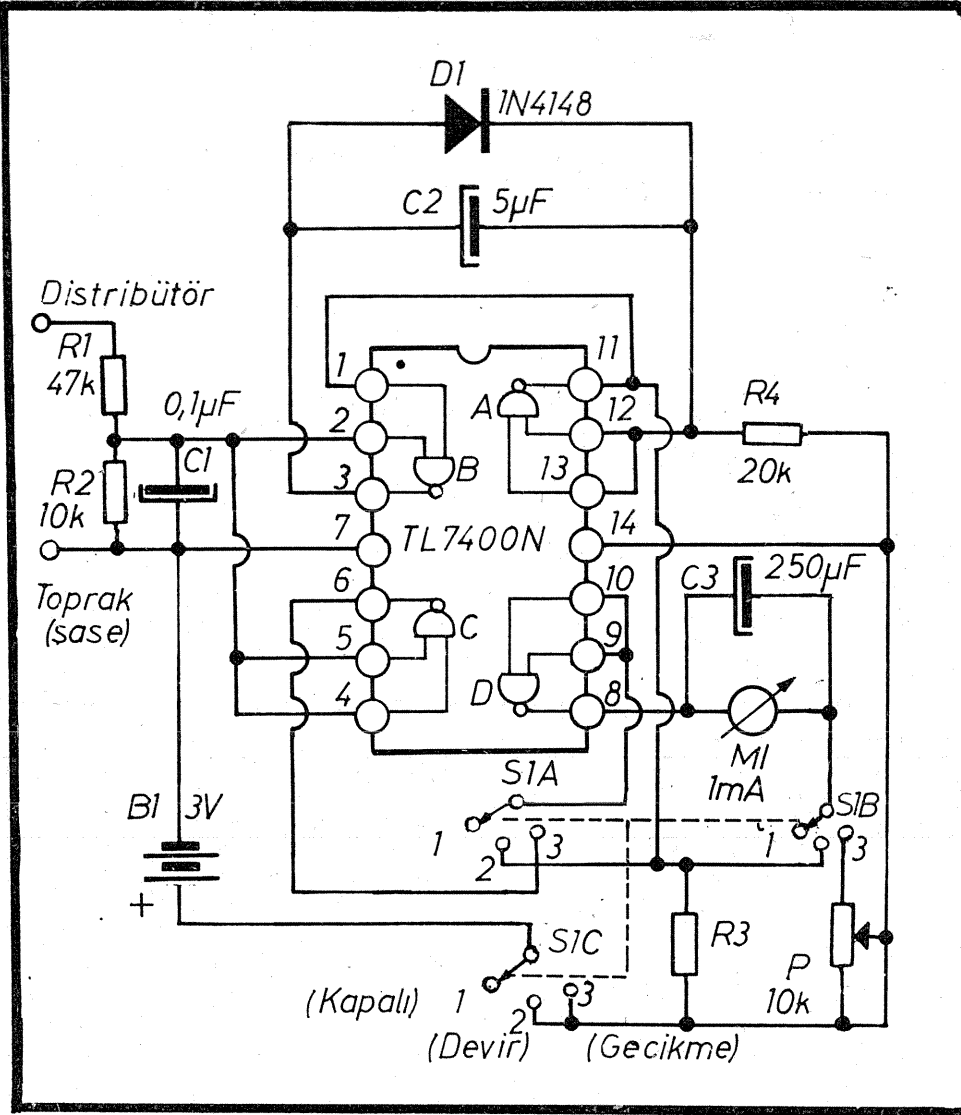 D1
1N4148
C2
5µF
Distribütör
R1
47k
0,1µF
C1
R2
10k
Toprak
(şase)
1
2
3
7
6
5
4
11
12
13
14
10
9
8
A
B
C
D
TL7400N
R4
20k
C3
250µF
M1
1mA
S1A
1
2
3
S1B
1
3
B1
3V
+
S1C
(Kapalı)
1
2
3
(Devir)
(Gecikme)
R3
P
10k